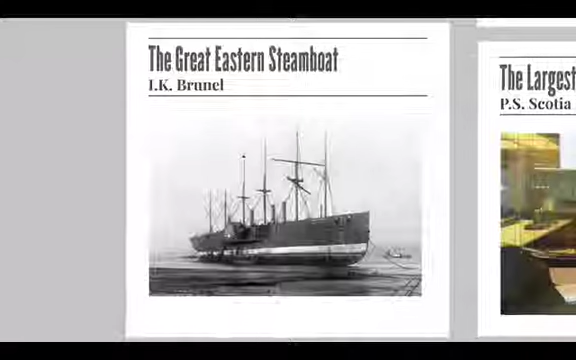 The Great Eastern Steamboat
I.K. Brunel
The Largest
P.S. Scotia